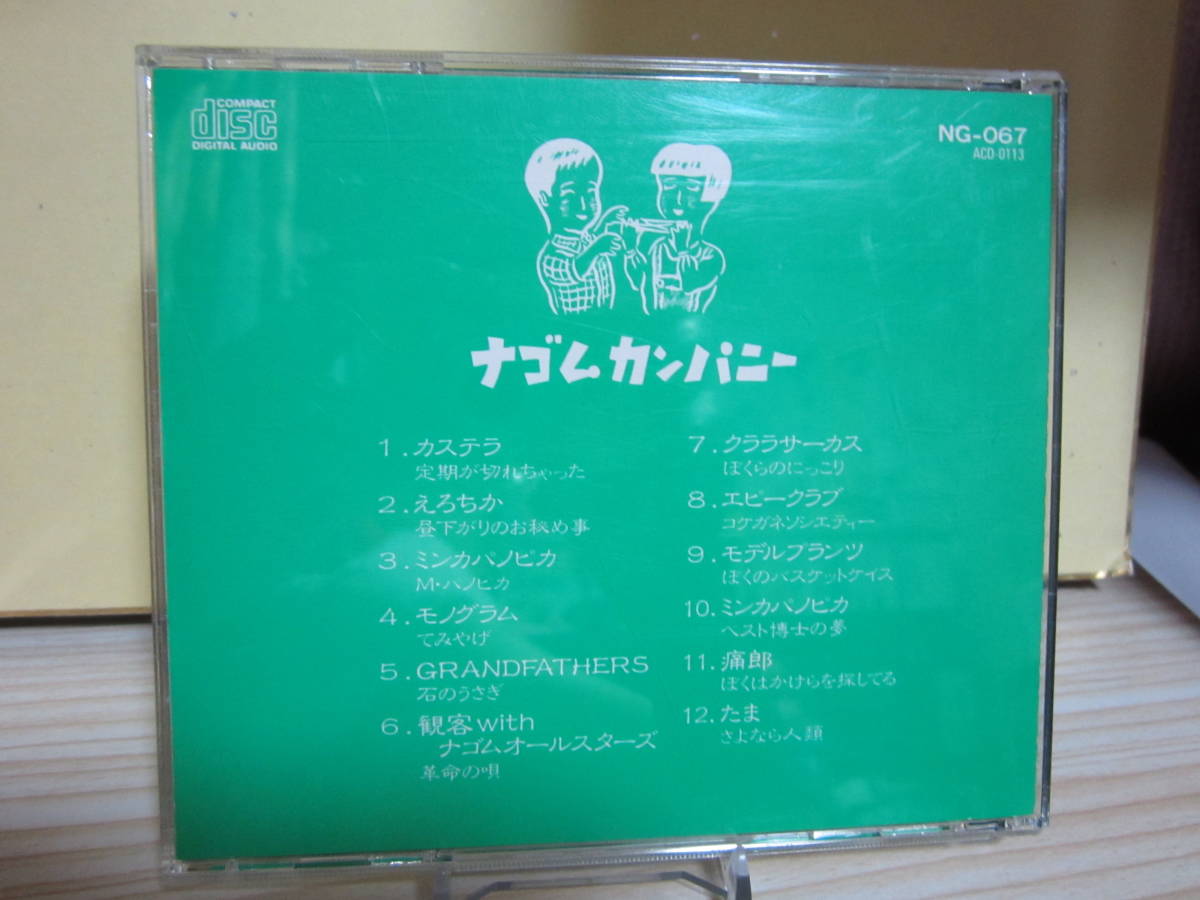 COMPACT
disc
DIGITAL AUDIO
NG-067
ACD-0113
ナゴムカンパニー
1.カステラ
定期が切れちゃった
2.えろちか
昼下がりのお秘め事
3.ミンカパノピカ
M・パノピカ
4.モノグラム
てみやげ
5.GRANDFATHERS
石のうさぎ
6.観客with
ナゴムオールスターズ
革命の唄
7.クララサーカス
ぼくらのにっこり
8.エピークラブ
コケガネソシエティー
9.モデルプランツ
ぼくのバスケットケイス
10.ミンカパノピカ
ペスト博士の夢
11.痛郎
ぼくはかけらを探してる
12.たま
さよなら人類